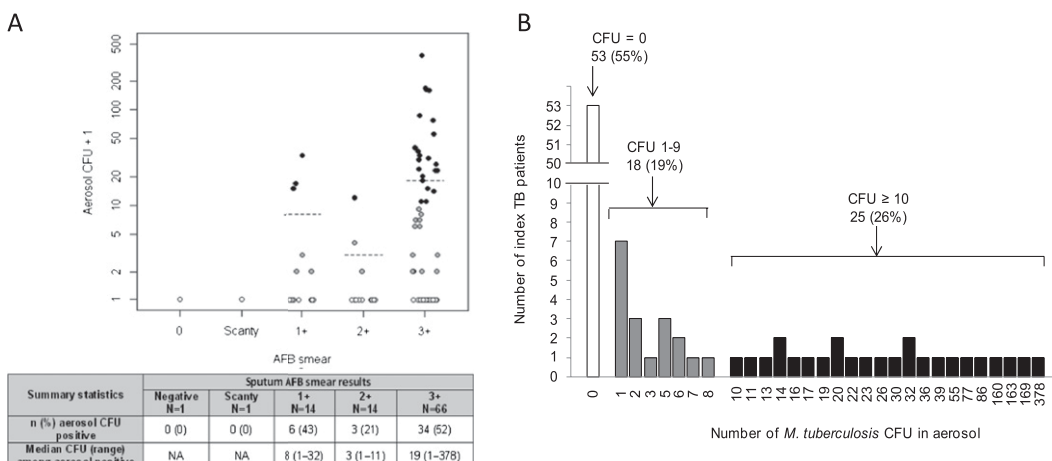 A
Aerosol CFU + 1
500
200
100
50
20
10
5
2
1
0 Scanty 1+ 2+ 3+
AFB smear
Summary statistics
Sputum AFB smear results
Negative N=1
Scanty N=1
1+ N=14
2+ N=14
3+ N=66
n (%) aerosol CFU positive
0 (0) 0 (0) 6 (43) 3 (21) 34 (52)
Median CFU (range)
NA NA 8 (1–32) 3 (1–11) 19 (1–378)
B
CFU = 0
53 (55%)
CFU 1-9
18 (19%)
CFU ≥ 10
25 (26%)
Number of index TB patients
53
52
51
50
10
9
8
7
6
5
4
3
2
1
0
0 1 2 3 5 6 7 8 10 11 13 14 16 17 19 20 22 23 26 30 32 36 39 55 77 86 160 163 169 378
Number of M. tuberculosis CFU in aerosol